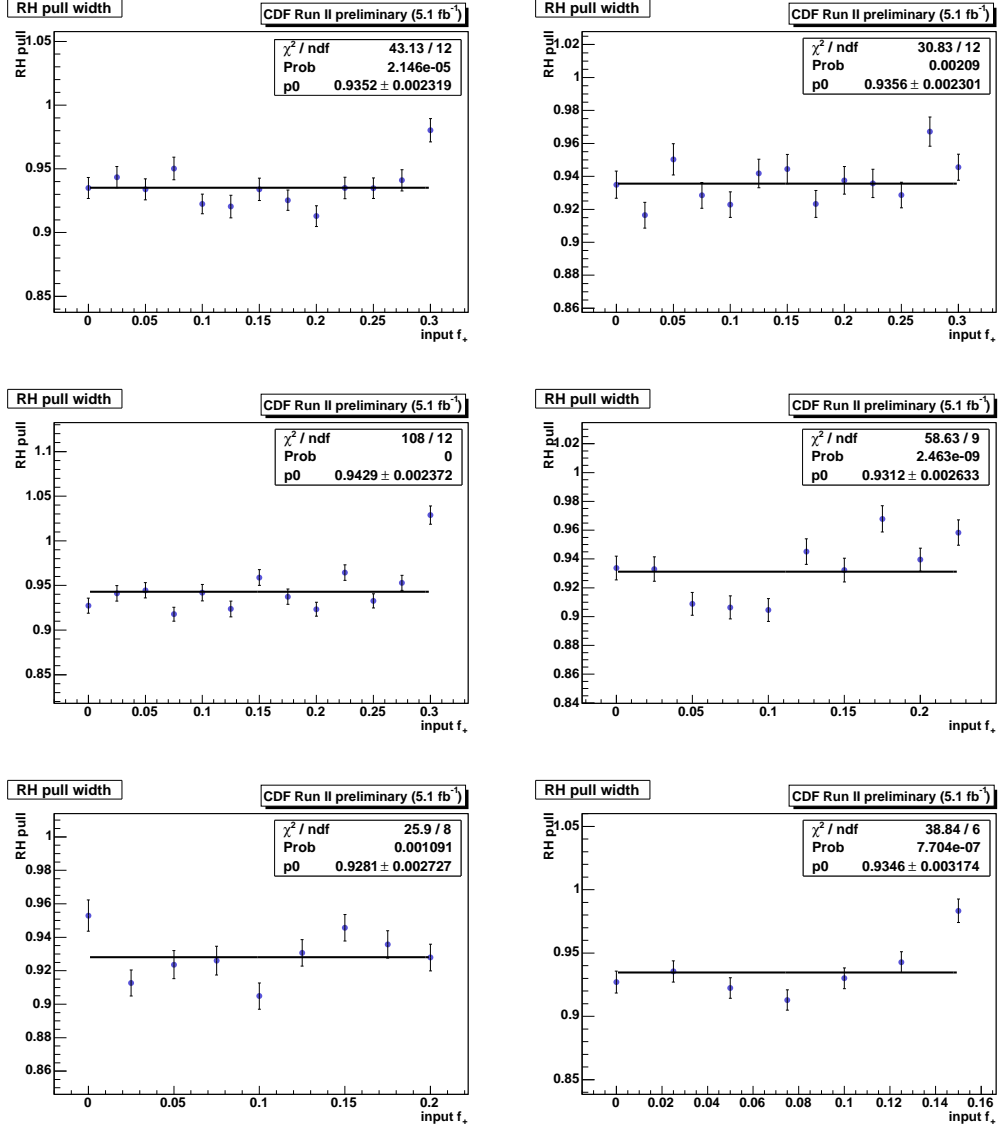 RH pull width
CDF Run II preliminary (5.1 fb⁻¹)
RH pull
χ² / ndf 43.13 / 12
Prob 2.146e-05
p0 0.9352 ± 0.002319
1.05
1
0.95
0.9
0.85
0 0.05 0.1 0.15 0.2 0.25 0.3
input f₊
RH pull width
CDF Run II preliminary (5.1 fb⁻¹)
RH pull
χ² / ndf 30.83 / 12
Prob 0.00209
p0 0.9356 ± 0.002301
1.02
1
0.98
0.96
0.94
0.92
0.9
0.88
0.86
0 0.05 0.1 0.15 0.2 0.25 0.3
input f₊
RH pull width
CDF Run II preliminary (5.1 fb⁻¹)
RH pull
χ² / ndf 108 / 12
Prob 0
p0 0.9429 ± 0.002372
1.1
1.05
1
0.95
0.9
0.85
0 0.05 0.1 0.15 0.2 0.25 0.3
input f₊
RH pull width
CDF Run II preliminary (5.1 fb⁻¹)
RH pull
χ² / ndf 58.63 / 9
Prob 2.463e-09
p0 0.9312 ± 0.002633
1.02
1
0.98
0.96
0.94
0.92
0.9
0.88
0.86
0.84
0 0.05 0.1 0.15 0.2
input f₊
RH pull width
CDF Run II preliminary (5.1 fb⁻¹)
RH pull
χ² / ndf 25.9 / 8
Prob 0.001091
p0 0.9281 ± 0.002727
1
0.98
0.96
0.94
0.92
0.9
0.88
0.86
0 0.05 0.1 0.15 0.2
input f₊
RH pull width
CDF Run II preliminary (5.1 fb⁻¹)
RH pull
χ² / ndf 38.84 / 6
Prob 7.704e-07
p0 0.9346 ± 0.003174
1.05
1
0.95
0.9
0.85
0 0.02 0.04 0.06 0.08 0.1 0.12 0.14 0.16
input f₊